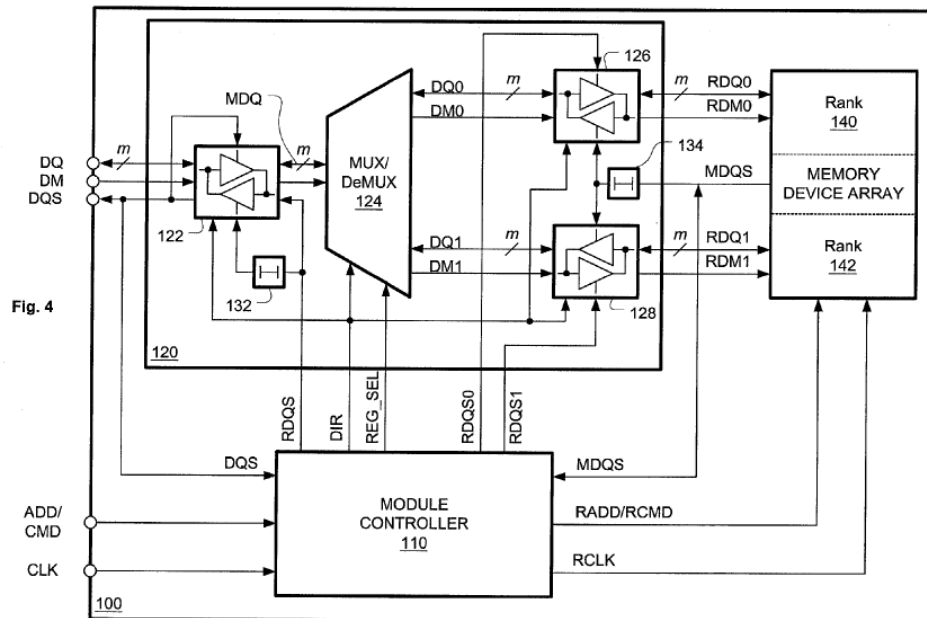 126
DQ0
m
m
RDQ0
MDQ
DM0
RDM0
Rank
140
134
DQ
m
m
MUX/
DeMUX
124
MDQS
MEMORY
DEVICE ARRAY
DM
DQS
122
DQ1
m
m
RDQ1
Rank
142
DM1
RDM1
132
128
Fig. 4
120
RDQS
DIR
REG_SEL
RDQS0
RDQS1
DQS
MDQS
ADD/
CMD
MODULE
CONTROLLER
110
RADD/RCMD
CLK
RCLK
100